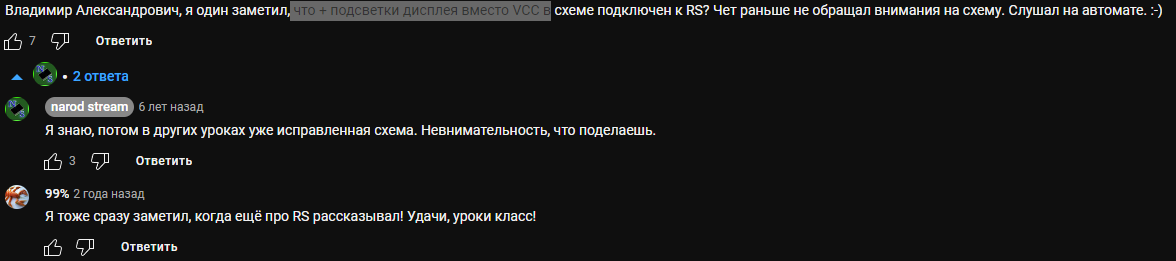 Владимир Александрович, я один заметил, что + подсветки дисплея вместо VCC в схеме подключен к RS? Чет раньше не обращал внимания на схему. Слушал на автомате. :-)
7 Ответить
• 2 ответа
narod stream 6 лет назад
Я знаю, потом в других уроках уже исправленная схема. Невнимательность, что поделаешь.
3 Ответить
99% 2 года назад
Я тоже сразу заметил, когда ещё про RS рассказывал! Удачи, уроки класс!
Ответить